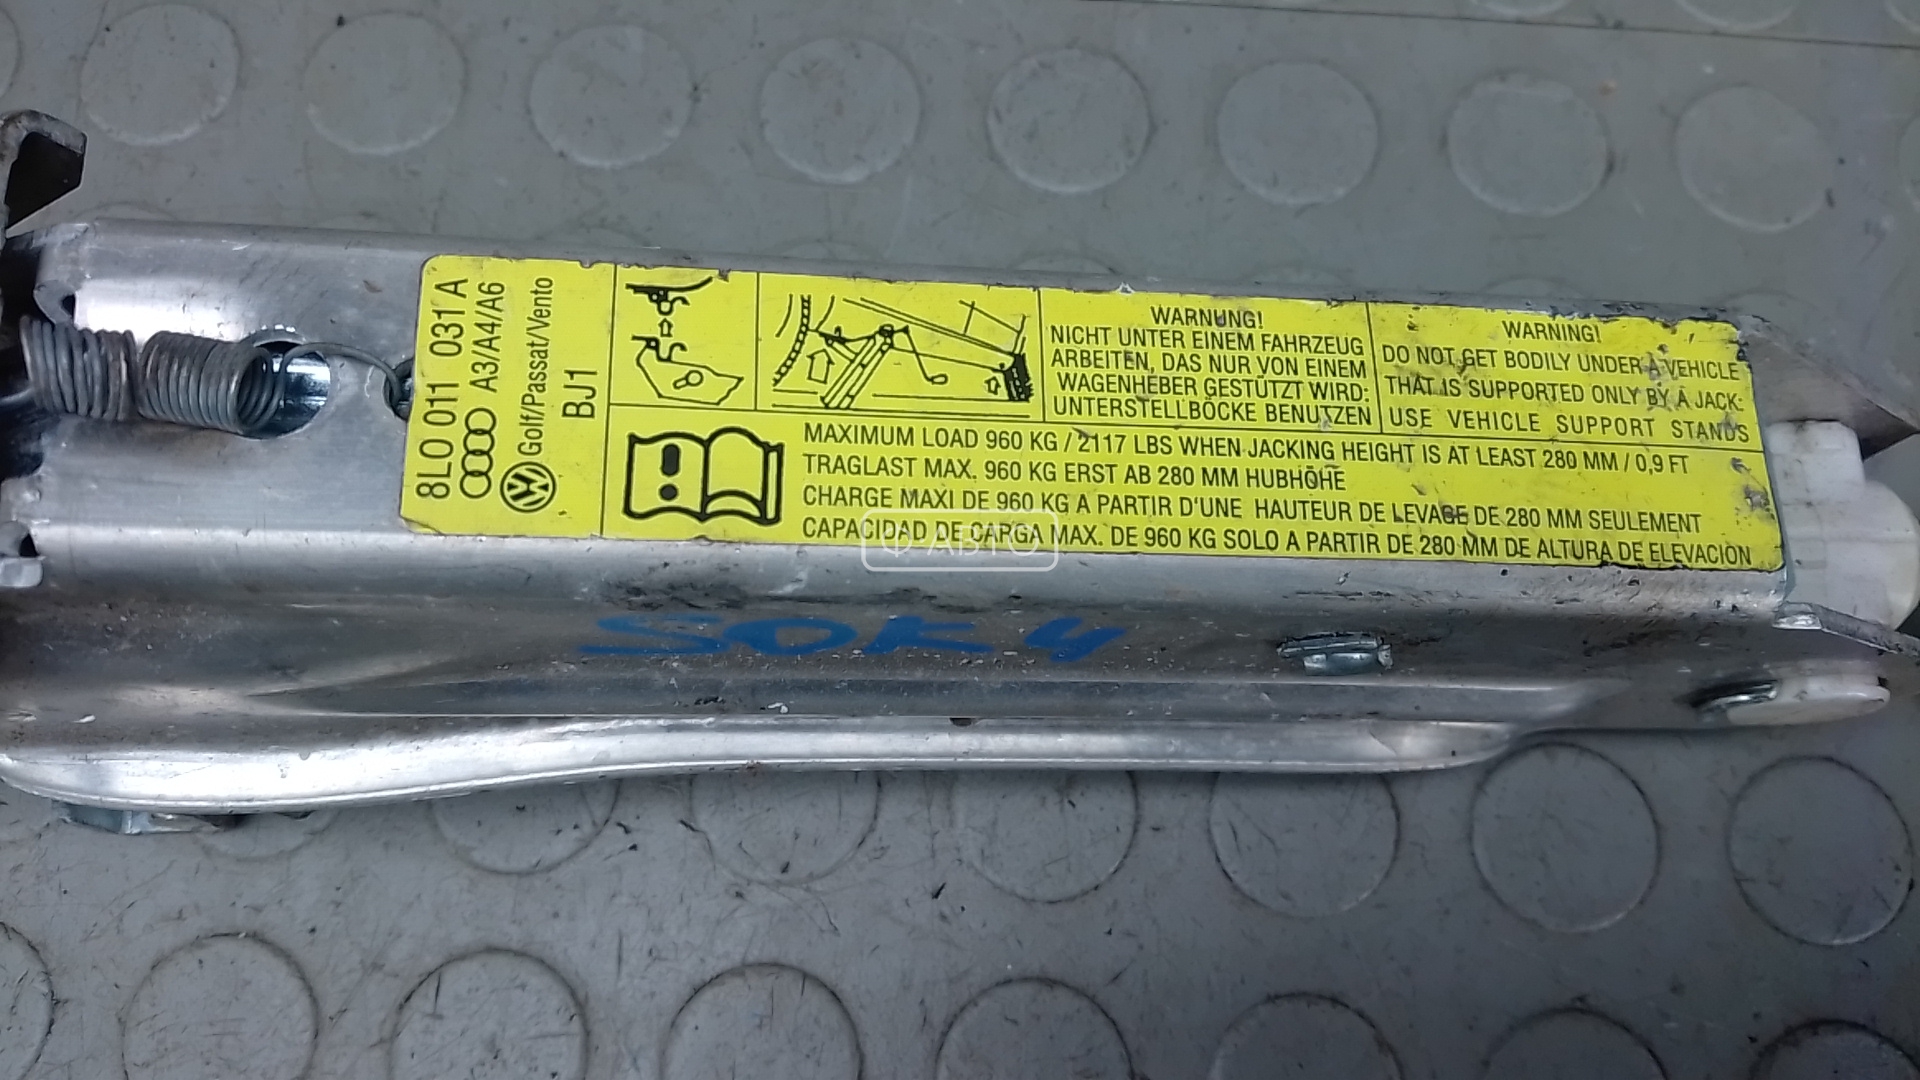 8L0 011 031 A
A3/A4/A6
Golf/Passat/Vento
BJ1
WARNUNG!
NICHT UNTER EINEM FAHRZEUG
ARBEITEN, DAS NUR VON EINEM
WAGENHEBER GESTÜTZT WIRD:
UNTERSTELLBÖCKE BENUTZEN
WARNING!
DO NOT GET BODILY UNDER A VEHICLE
THAT IS SUPPORTED ONLY BY A JACK:
USE VEHICLE SUPPORT STANDS
MAXIMUM LOAD 960 KG / 2117 LBS WHEN JACKING HEIGHT IS AT LEAST 280 MM / 0,9 FT
TRAGLAST MAX. 960 KG ERST AB 280 MM HUBHÖHE
CHARGE MAXI DE 960 KG A PARTIR D'UNE HAUTEUR DE LEVAGE DE 280 MM SEULEMENT
CAPACIDAD DE CARGA MAX. DE 960 KG SOLO A PARTIR DE 280 MM DE ALTURA DE ELEVACIÓN
Ф АВТО
SOK4